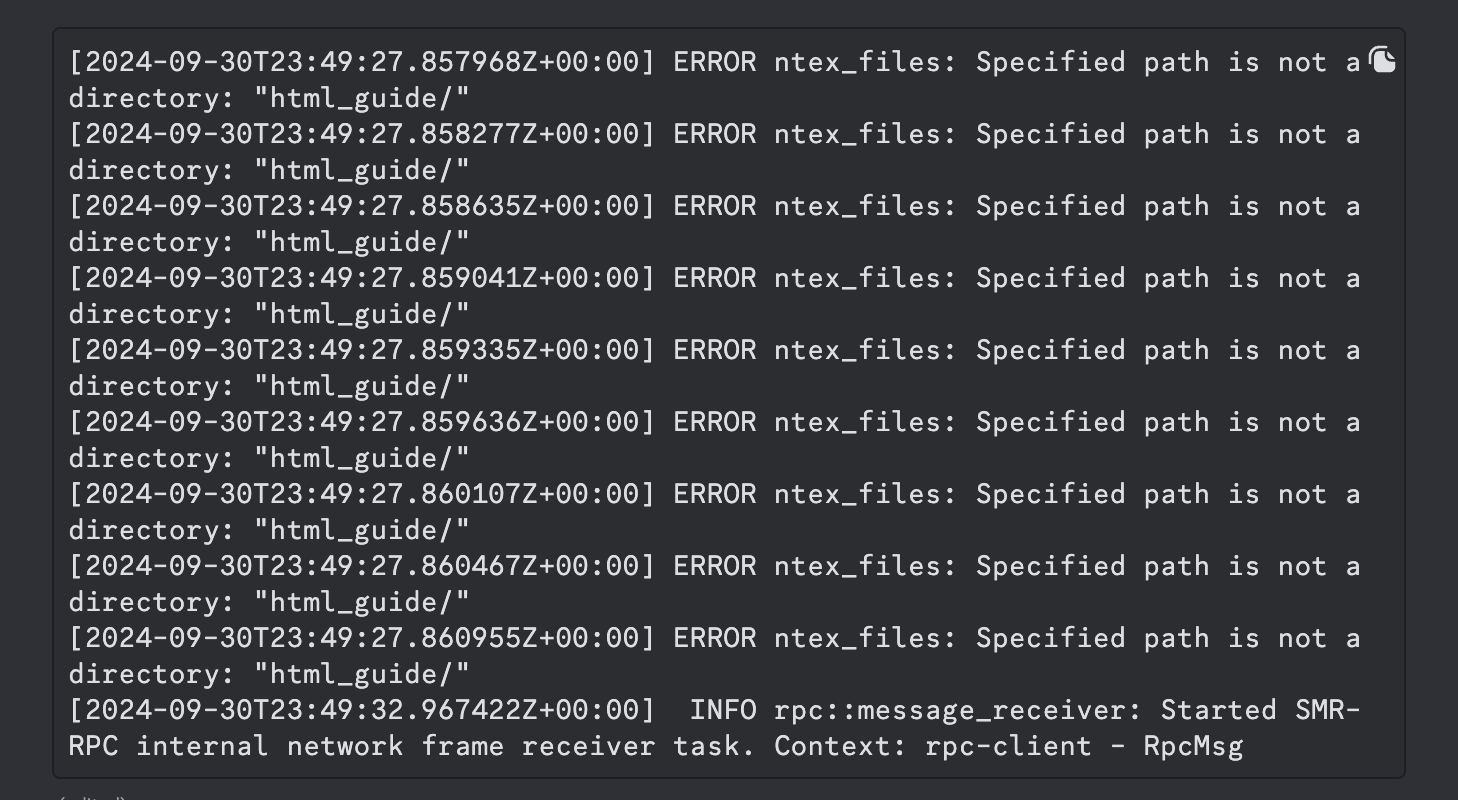 [2024-09-30T23:49:27.857968Z+00:00] ERROR ntex_files: Specified path is not a
directory: "html_guide/"
[2024-09-30T23:49:27.858277Z+00:00] ERROR ntex_files: Specified path is not a
directory: "html_guide/"
[2024-09-30T23:49:27.858635Z+00:00] ERROR ntex_files: Specified path is not a
directory: "html_guide/"
[2024-09-30T23:49:27.859041Z+00:00] ERROR ntex_files: Specified path is not a
directory: "html_guide/"
[2024-09-30T23:49:27.859335Z+00:00] ERROR ntex_files: Specified path is not a
directory: "html_guide/"
[2024-09-30T23:49:27.859636Z+00:00] ERROR ntex_files: Specified path is not a
directory: "html_guide/"
[2024-09-30T23:49:27.860107Z+00:00] ERROR ntex_files: Specified path is not a
directory: "html_guide/"
[2024-09-30T23:49:27.860467Z+00:00] ERROR ntex_files: Specified path is not a
directory: "html_guide/"
[2024-09-30T23:49:27.860955Z+00:00] ERROR ntex_files: Specified path is not a
directory: "html_guide/"
[2024-09-30T23:49:32.967422Z+00:00]  INFO rpc::message_receiver: Started SMR-
RPC internal network frame receiver task. Context: rpc-client - RpcMsg